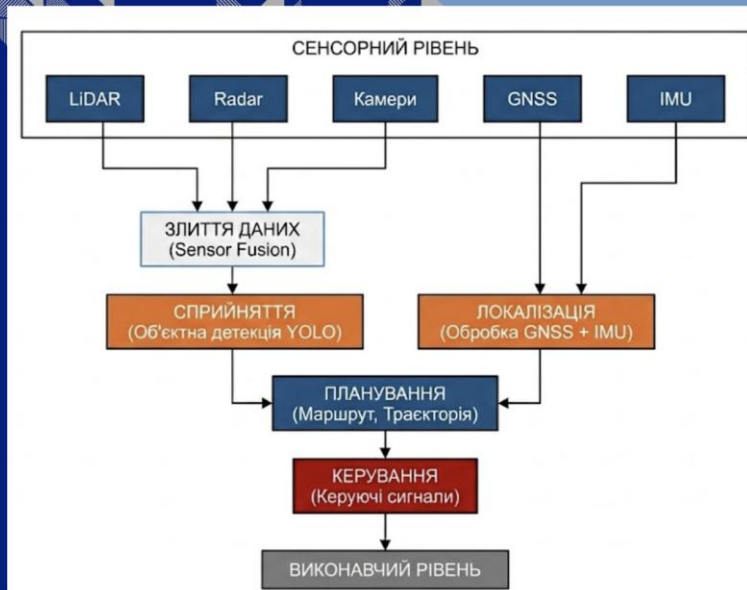 СЕНСОРНИЙ РІВЕНЬ
LiDAR
Radar
Камери
GNSS
IMU
ЗЛИТТЯ ДАНИХ
(Sensor Fusion)
СПРИЙНЯТТЯ
(Об'єктна детекція YOLO)
ЛОКАЛІЗАЦІЯ
(Обробка GNSS + IMU)
ПЛАНУВАННЯ
(Маршрут, Траєкторія)
КЕРУВАННЯ
(Керуючі сигнали)
ВИКОНАВЧИЙ РІВЕНЬ